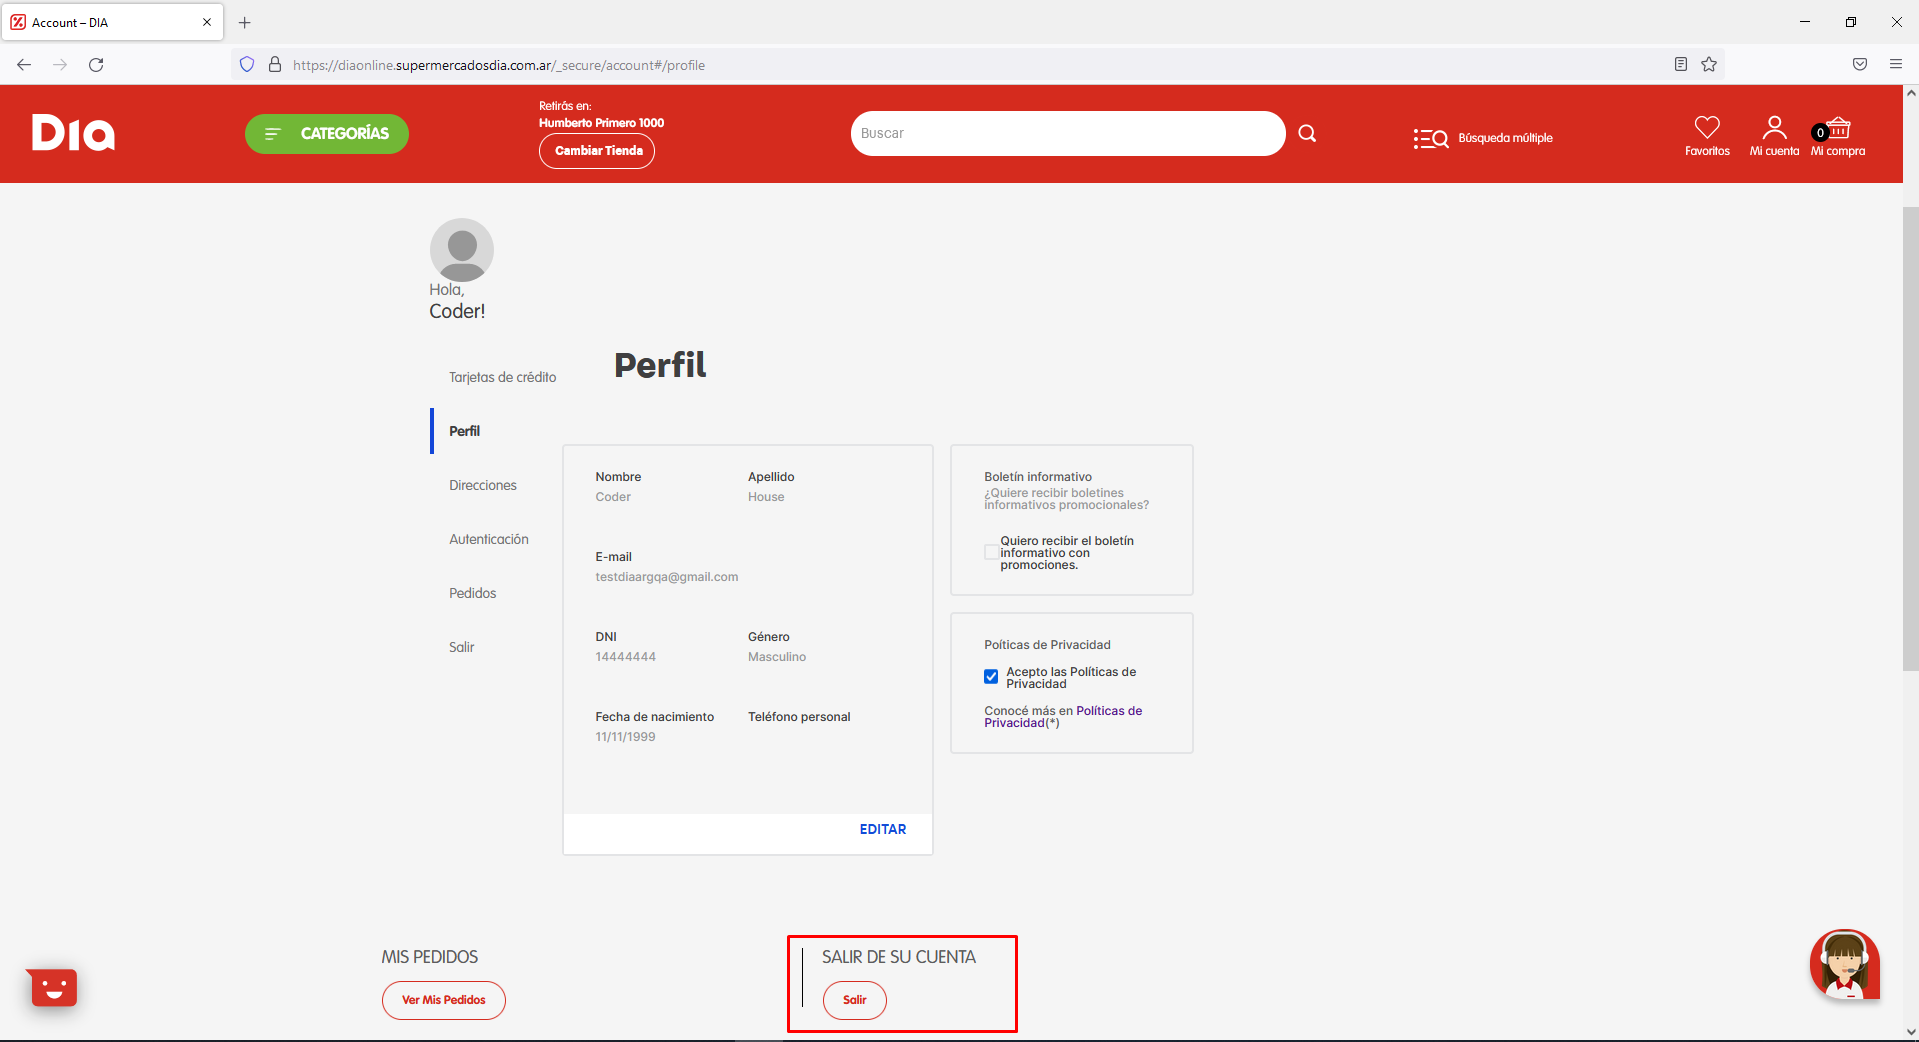 Account – DIA
https://diaonline.supermercadosdia.com.ar/_secure/account#/profile
Dia
CATEGORÍAS
Retirás en:
Humberto Primero 1000
Cambiar Tienda
Buscar
Búsqueda múltiple
Favoritos
Mi cuenta
0
Mi compra
Hola,
Coder!
Tarjetas de crédito
Perfil
Direcciones
Autenticación
Pedidos
Salir
Perfil
Nombre
Coder
Apellido
House
E-mail
testdiaargqa@gmail.com
DNI
14444444
Género
Masculino
Fecha de nacimiento
11/11/1999
Teléfono personal
EDITAR
Boletín informativo
¿Quiere recibir boletines
informativos promocionales?
Quiero recibir el boletín
informativo con
promociones.
Poíticas de Privacidad
Acepto las Políticas de
Privacidad
Conocé más en Políticas de
Privacidad(*)
MIS PEDIDOS
Ver Mis Pedidos
SALIR DE SU CUENTA
Salir